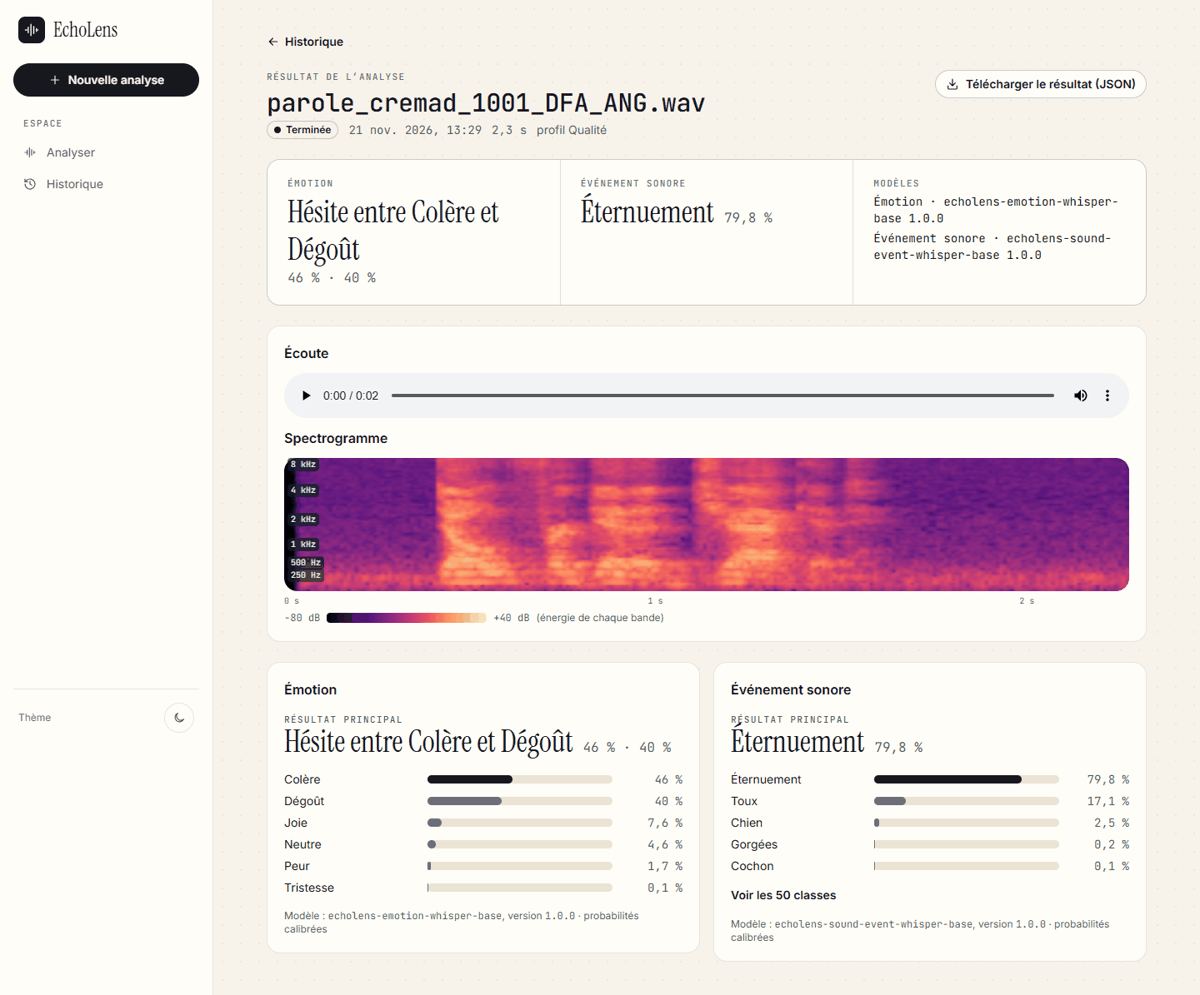 EchoLens
Nouvelle analyse
ESPACE
Analyser
Historique
Thème
← Historique
RÉSULTAT DE L'ANALYSE
parole_cremad_1001_DFA_ANG.wav
Terminée 21 nov. 2026, 13:29 2,3 s profil Qualité
Télécharger le résultat (JSON)
ÉMOTION
Hésite entre Colère et
Dégoût
46 % · 40 %
ÉVÉNEMENT SONORE
Éternuement 79,8 %
MODÈLES
Émotion · echolens-emotion-whisper-
base 1.0.0
Événement sonore · echolens-sound-
event-whisper-base 1.0.0
Écoute
0:00 / 0:02
Spectrogramme
8 kHz
4 kHz
2 kHz
1 kHz
500 Hz
250 Hz
0 s 1 s 2 s
-80 dB +40 dB (énergie de chaque bande)
Émotion
RÉSULTAT PRINCIPAL
Hésite entre Colère et Dégoût 46 % · 40 %
Colère 46 %
Dégoût 40 %
Joie 7,6 %
Neutre 4,6 %
Peur 1,7 %
Tristesse 0,1 %
Modèle : echolens-emotion-whisper-base, version 1.0.0 · probabilités
calibrées
Événement sonore
RÉSULTAT PRINCIPAL
Éternuement 79,8 %
Éternuement 79,8 %
Toux 17,1 %
Chien 2,5 %
Gorgées 0,2 %
Cochon 0,1 %
Voir les 50 classes
Modèle : echolens-sound-event-whisper-base, version 1.0.0 · probabilités
calibrées